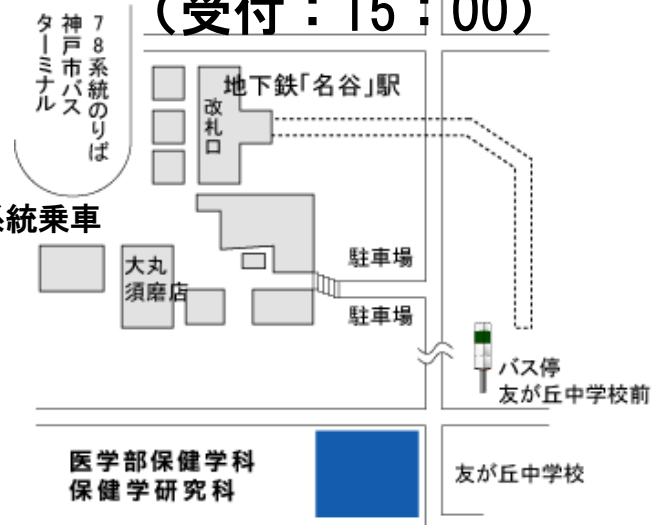 （受付：15：00）
78系統のりば
神戸市バス
ターミナル
地下鉄「名谷」駅
改札口
系統乗車
大丸
須磨店
駐車場
駐車場
バス停
友が丘中学校前
医学部保健学科
保健学研究科
友が丘中学校